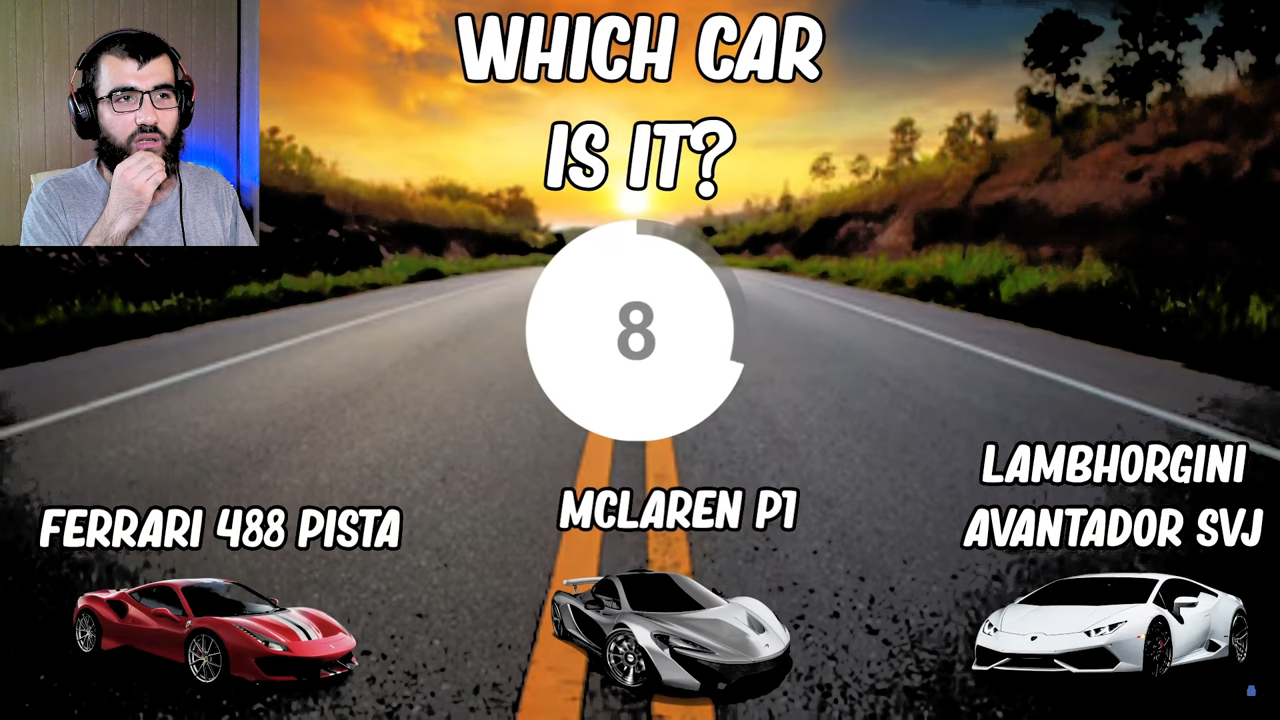 WHICH CAR
IS IT?
8
FERRARI 488 PISTA
MCLAREN P1
LAMBHORGINI
AVANTADOR SVJ